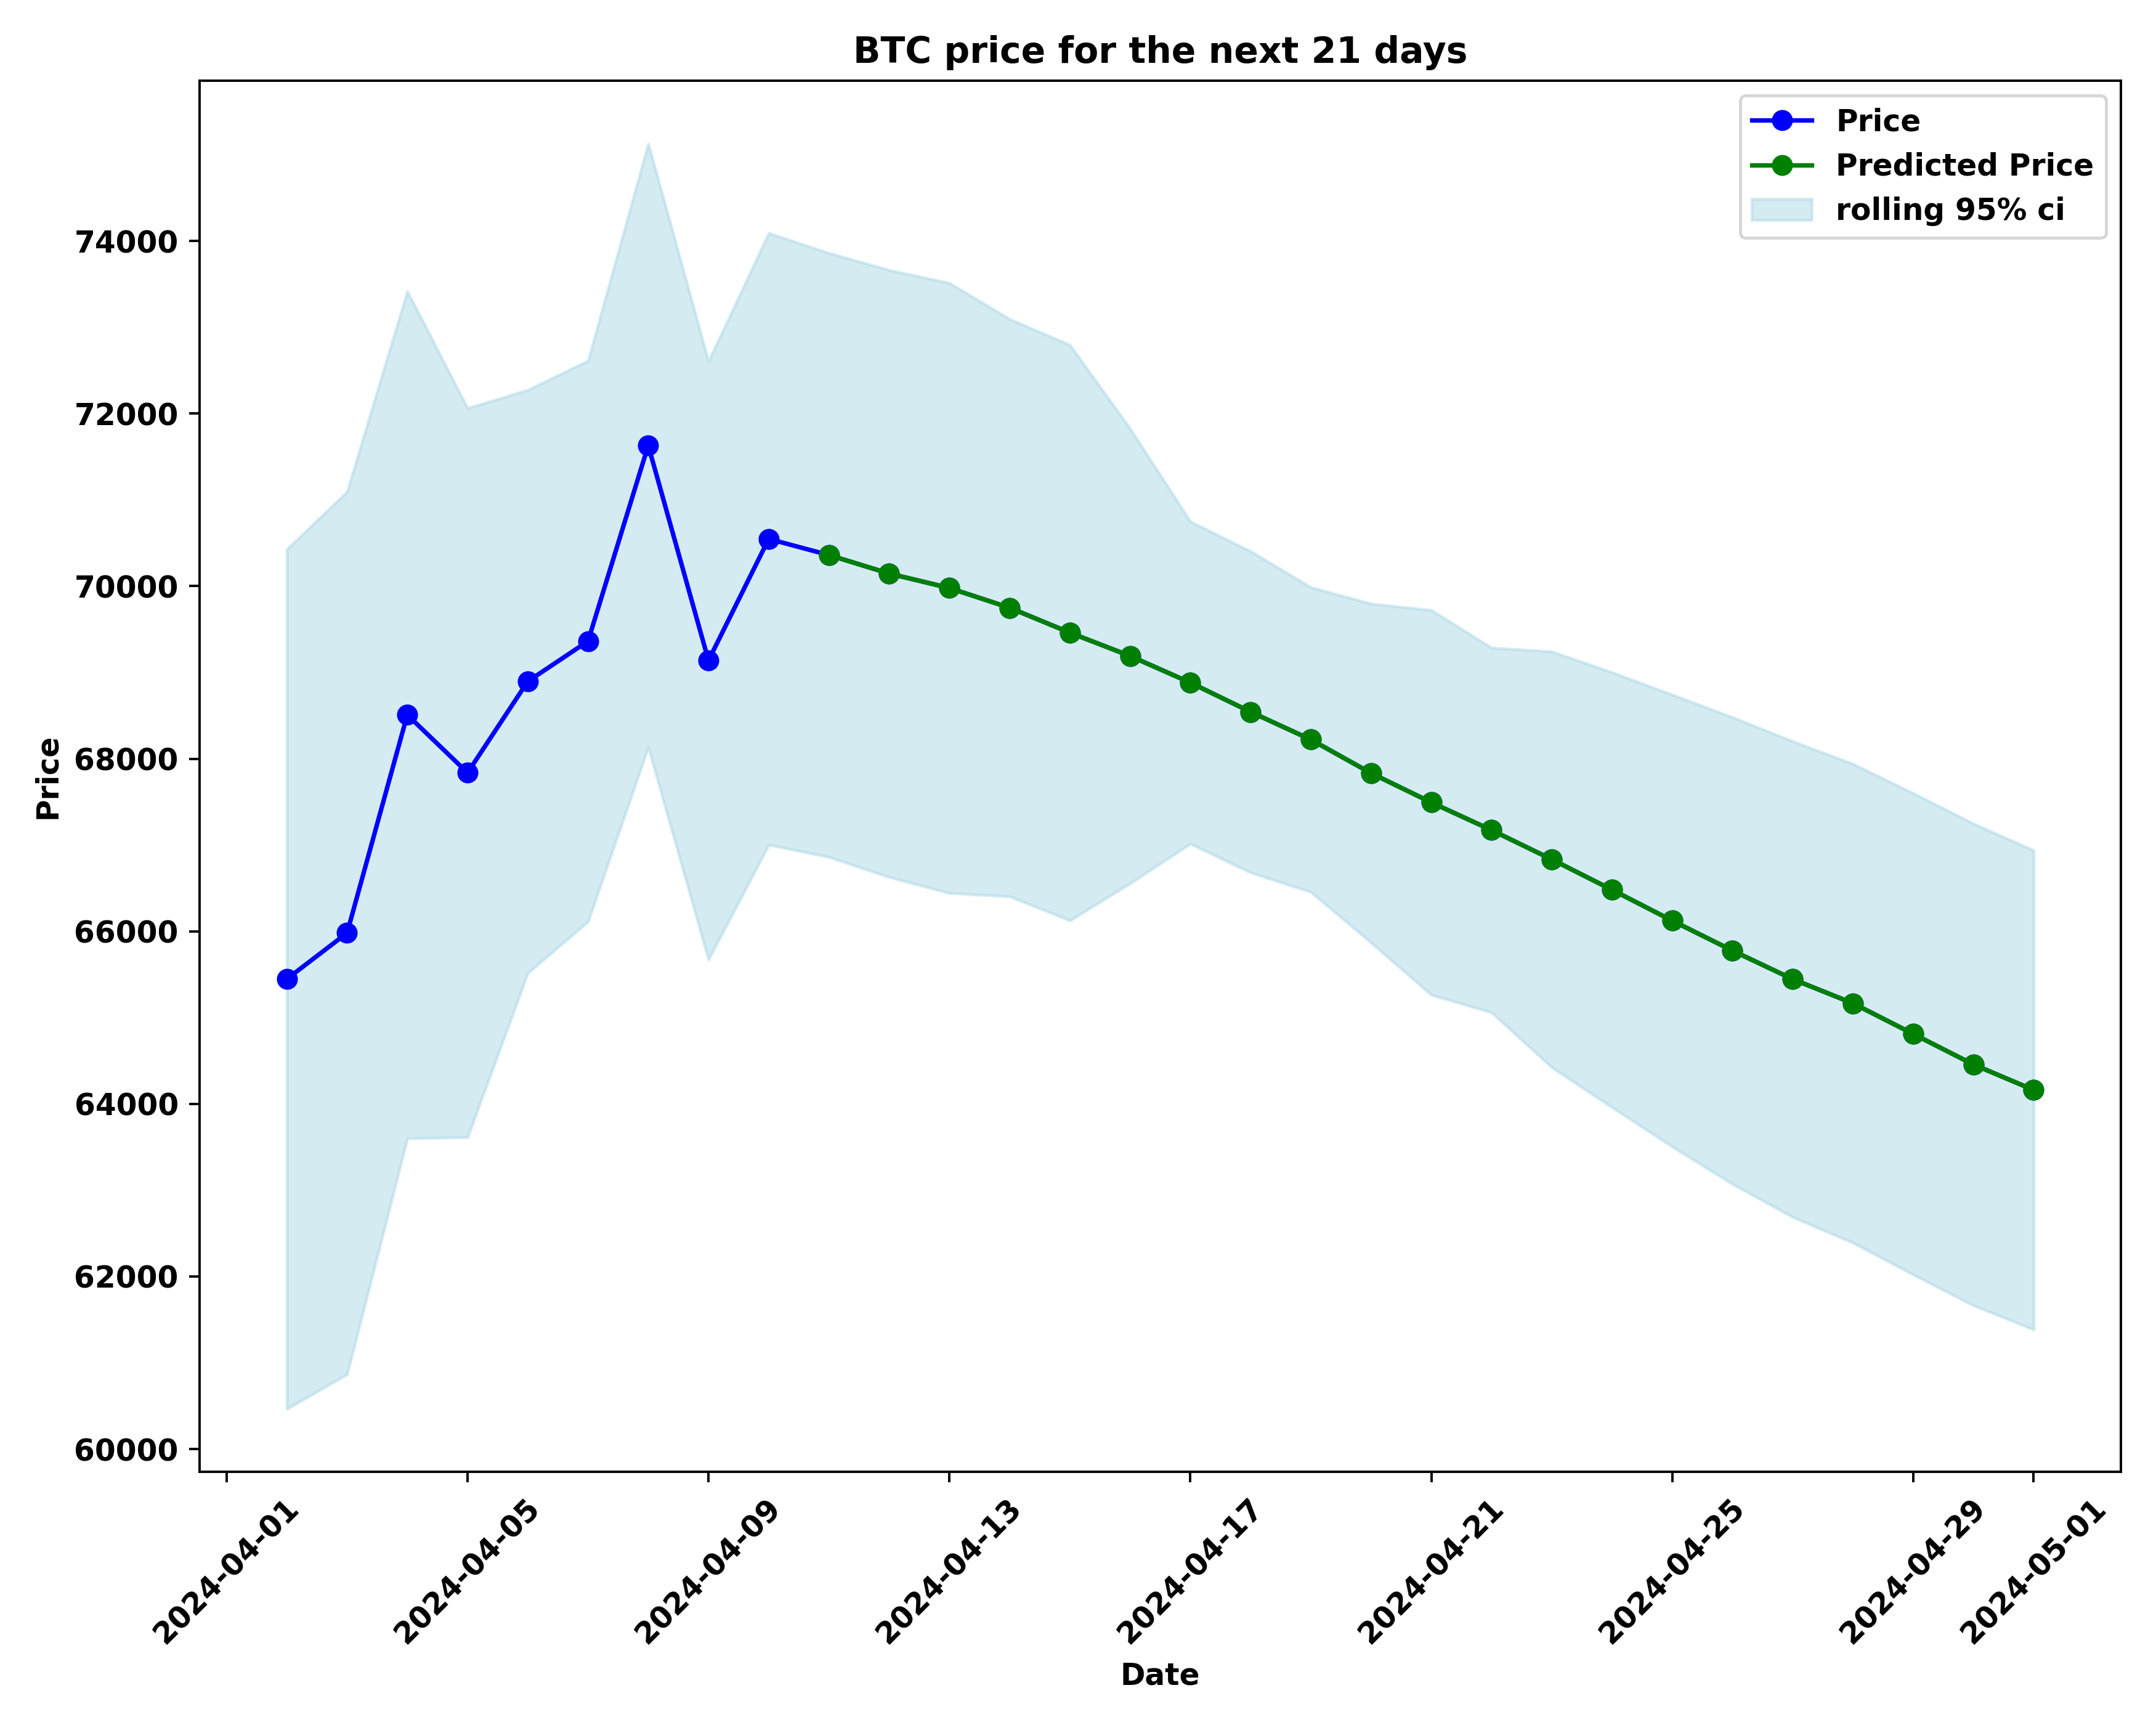 BTC price for the next 21 days
Price
Predicted Price
rolling 95% ci
74000
72000
70000
68000
66000
64000
62000
60000
Price
2024-04-01
2024-04-05
2024-04-09
2024-04-13
2024-04-17
2024-04-21
2024-04-25
2024-04-29
2024-05-01
Date